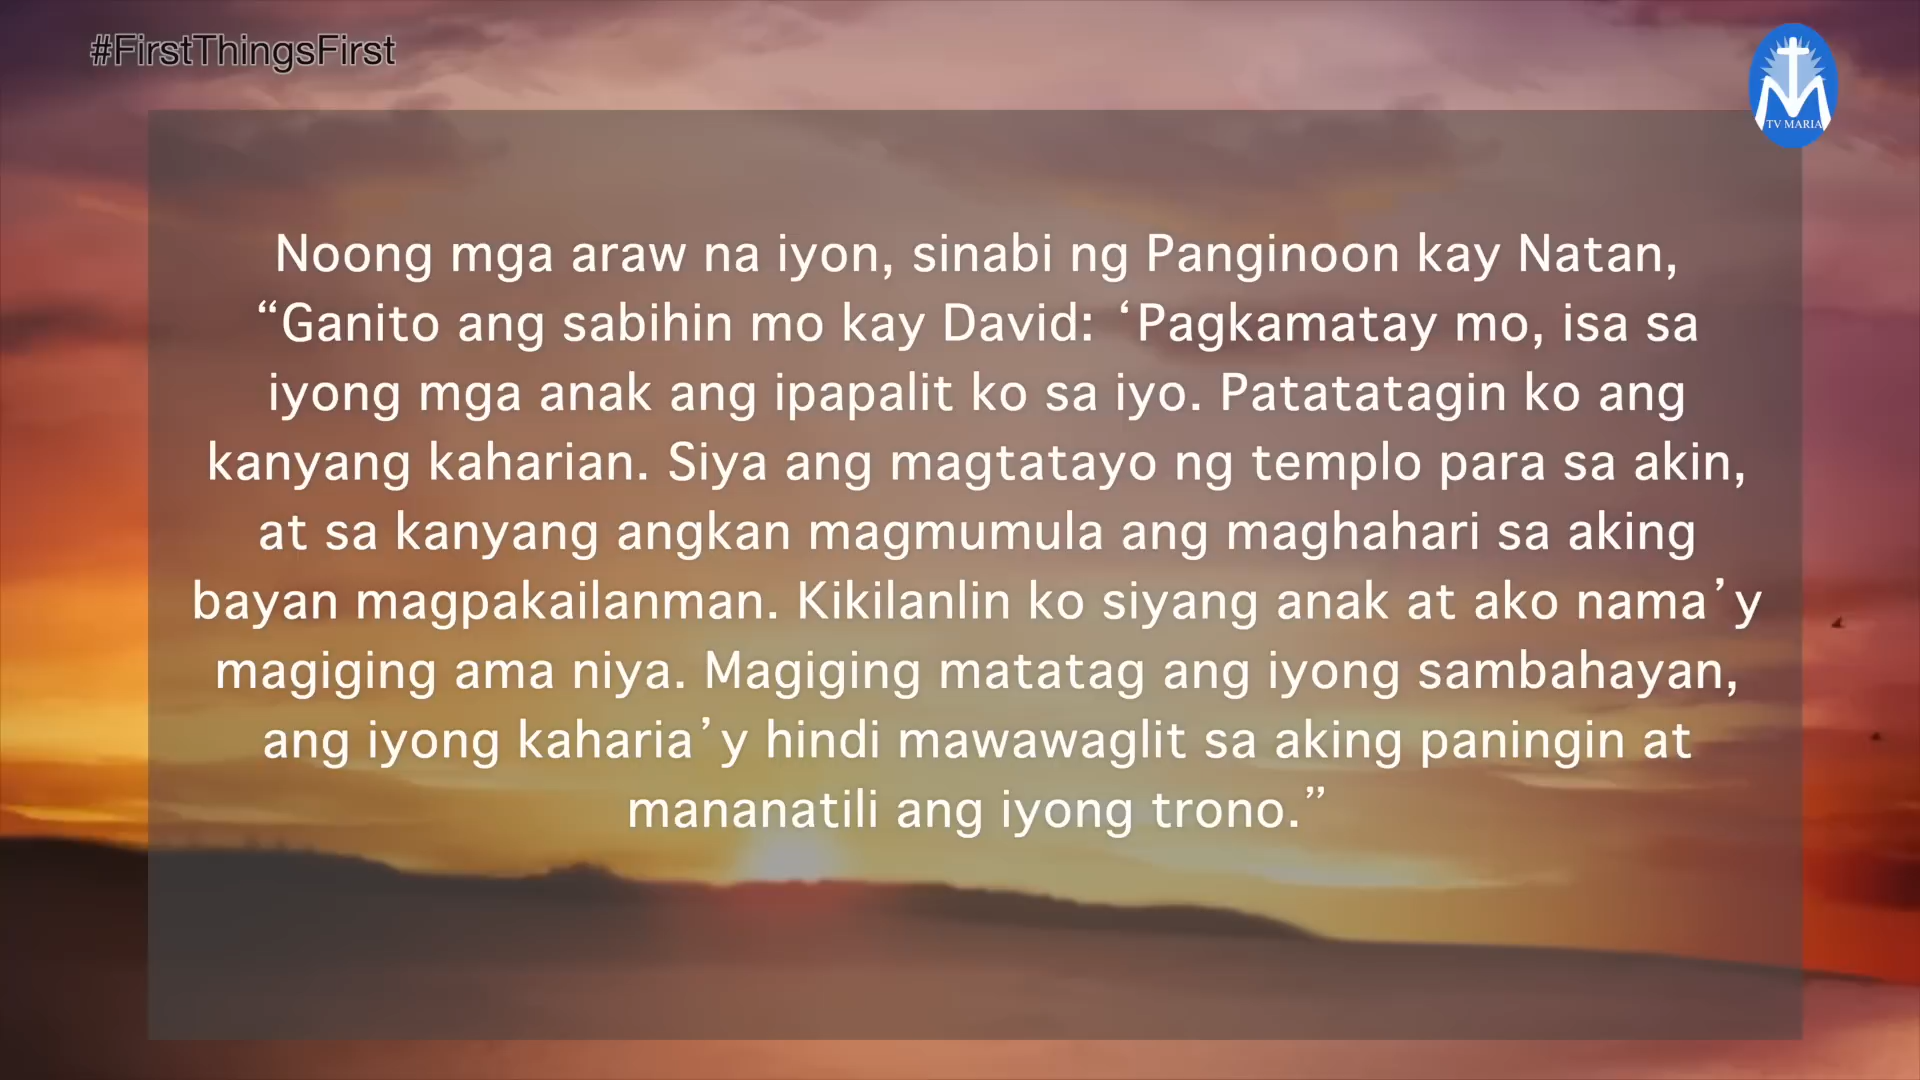 #FirstThingsFirst
TV MARIA
Noong mga araw na iyon, sinabi ng Panginoon kay Natan,
“Ganito ang sabihin mo kay David: ‘Pagkamatay mo, isa sa
iyong mga anak ang ipapalit ko sa iyo. Patatatagin ko ang
kanyang kaharian. Siya ang magtatayo ng templo para sa akin,
at sa kanyang angkan magmumula ang maghahari sa aking
bayan magpakailanman. Kikilanlin ko siyang anak at ako nama’y
magiging ama niya. Magiging matatag ang iyong sambahayan,
ang iyong kaharia’y hindi mawawaglit sa aking paningin at
mananatili ang iyong trono.”